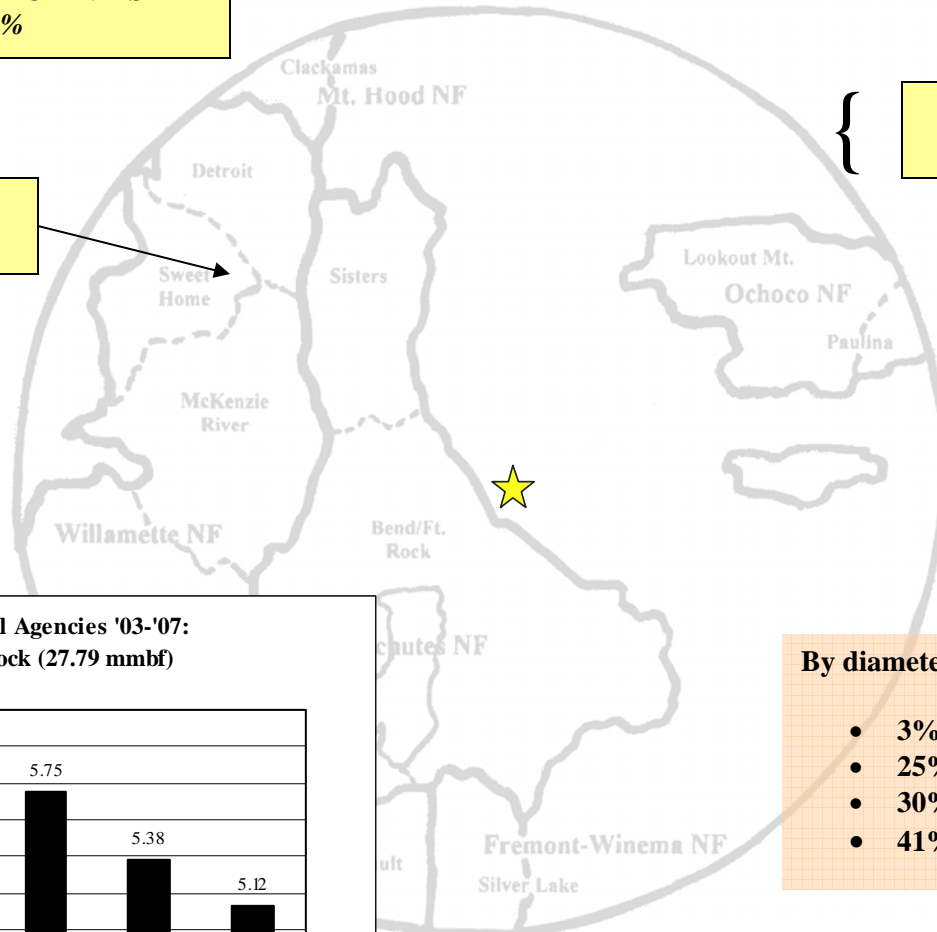 %
Clackamas
Mt. Hood NF
{
Detroit
Sweet
Home
Sisters
Lookout Mt.
Ochoco NF
Paulina
McKenzie
River
Willamette NF
Bend/Ft.
Rock
l Agencies '03-'07:
ock (27.79 mmbf)
chutes NF
By diamete
• 3%
• 25%
• 30%
• 41%
5.75
5.38
5.12
Fremont-Winema NF
ult
Silver Lake